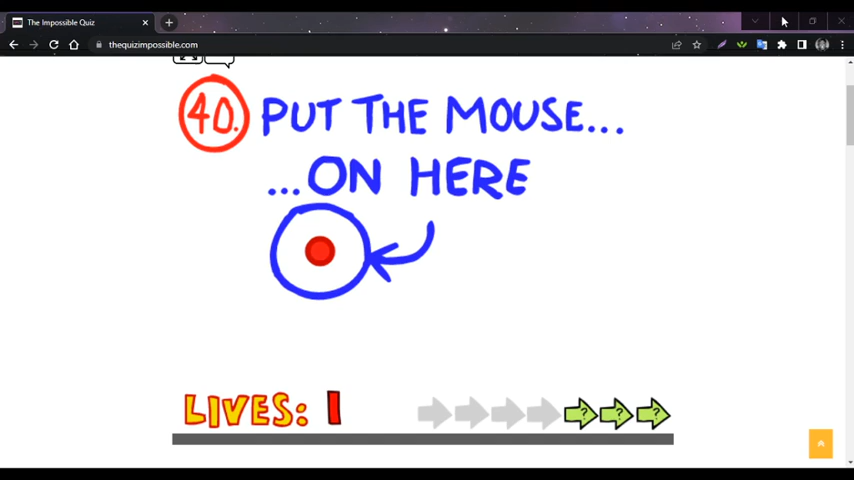 The Impossible Quiz
thequizimpossible.com
40. PUT THE MOUSE...
...ON HERE
LIVES: 1
? ? ?